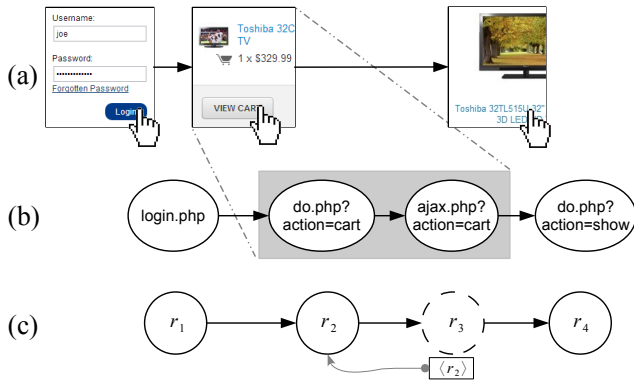 Username:
joe
Password:
Forgotten Password
Login
(a)
Toshiba 32C
TV
1 x $329.99
VIEW CART
Toshiba 32TL515U 32"
3D LED
(b)
login.php
do.php?
action=cart
ajax.php?
action=cart
do.php?
action=show
(c)
r1
r2
r3
r4
⟨r2⟩